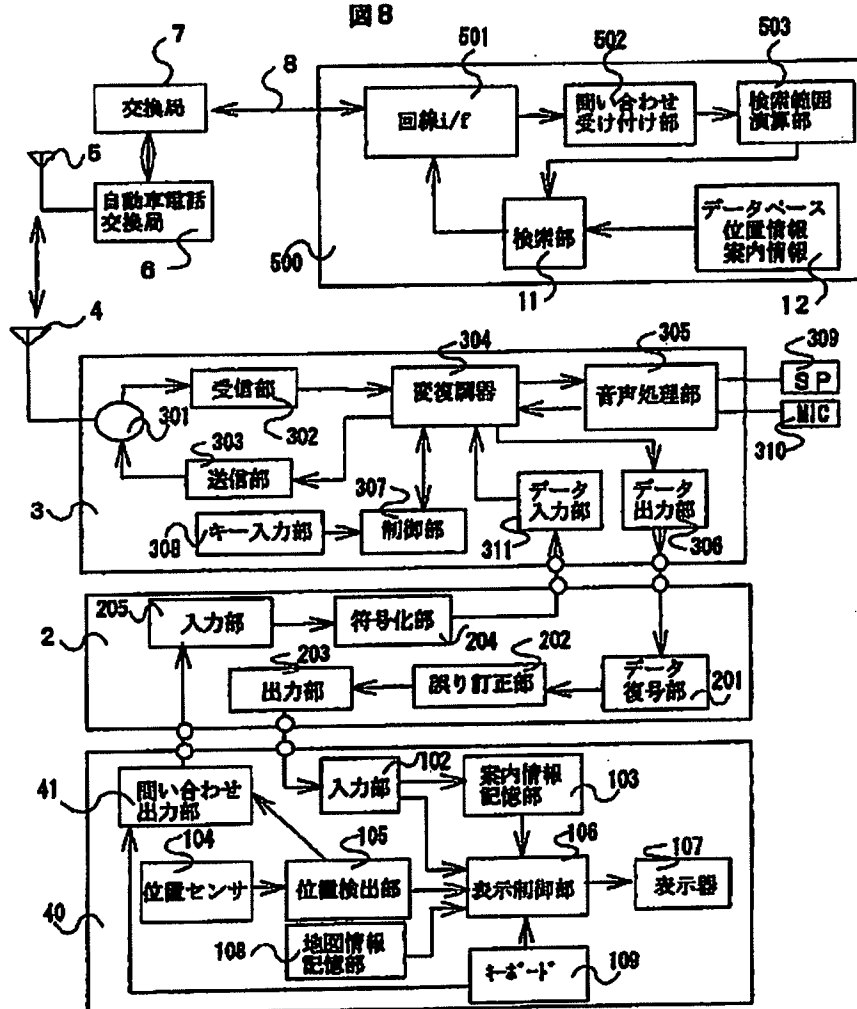 図8
7
501
502
503
8
交換局
回線i/f
問い合わせ
受け付け部
検索範囲
演算部
5
自動車電話
交換局
6
500
検索部
11
データベース
位置情報
案内情報
12
4
304
305
309
受信部
302
変復調器
音声処理部
SP
MIC
310
301
303
送信部
307
3
データ
入力部
311
データ
出力部
306
308
キー入力部
制御部
205
入力部
符号化部
204
2
203
出力部
202
誤り訂正部
データ
復号部
201
102
41
問い合わせ
出力部
入力部
案内情報
記憶部
103
104
105
106
107
位置センサ
位置検出部
表示制御部
表示器
40
108
地図情報
記憶部
キーボード
109